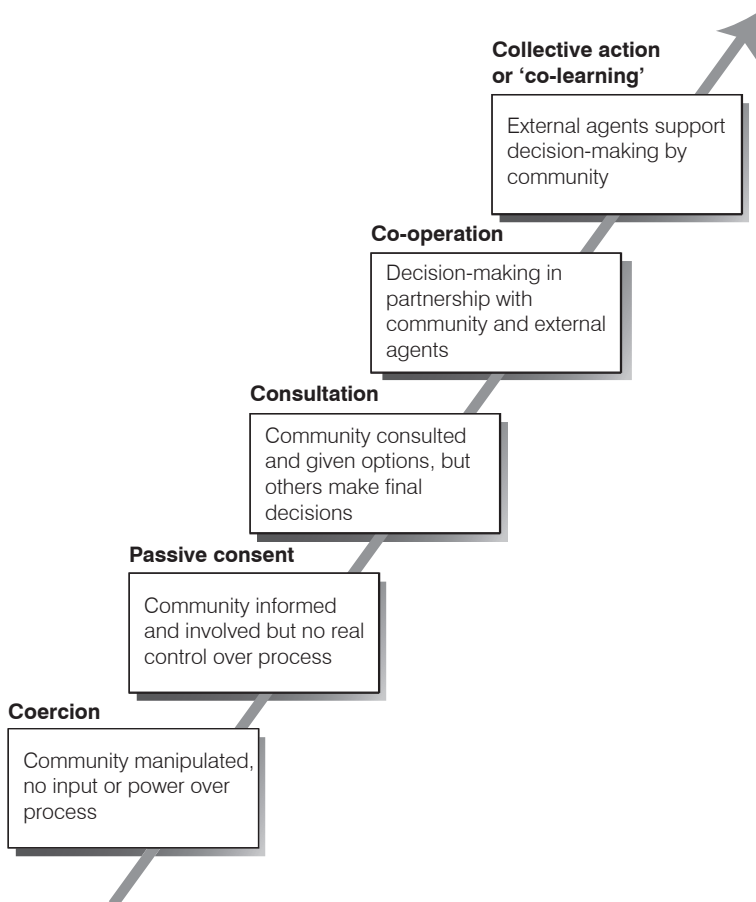 Collective action
or ‘co-learning’
External agents support
decision-making by
community
Co-operation
Decision-making in
partnership with
community and external
agents
Consultation
Community consulted
and given options, but
others make final
decisions
Passive consent
Community informed
and involved but no real
control over process
Coercion
Community manipulated,
no input or power over
process